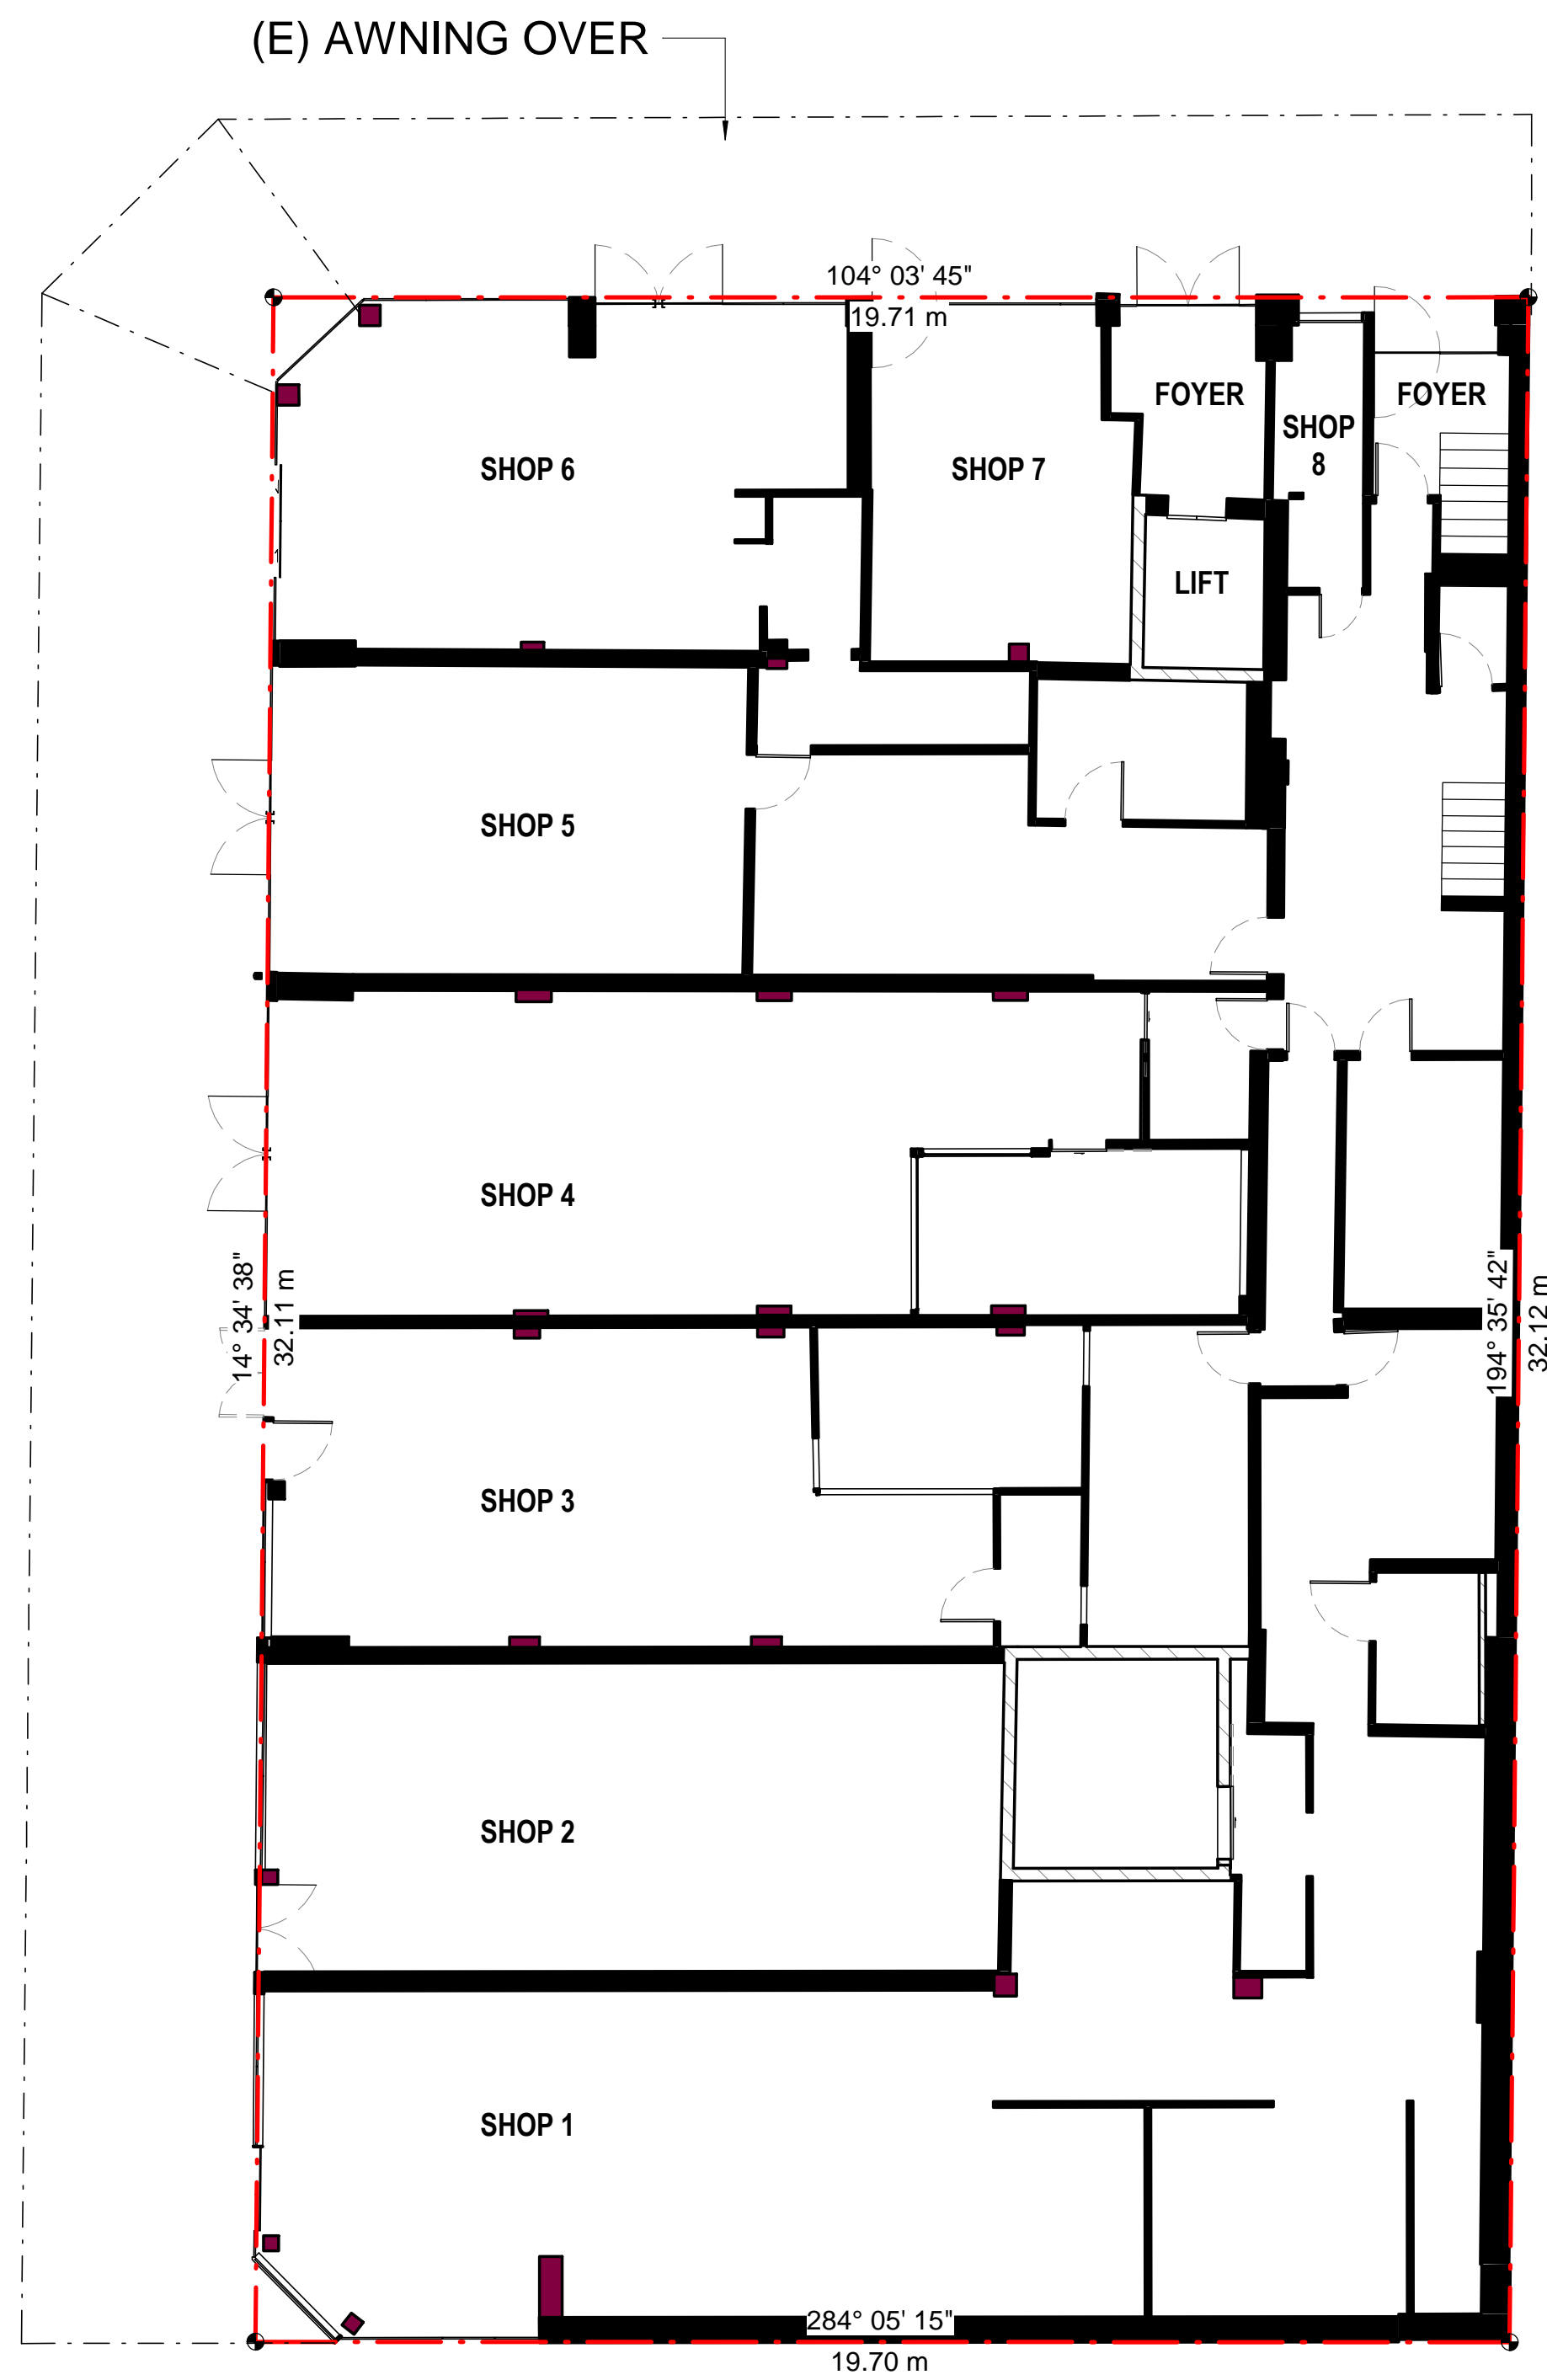 (E) AWNING OVER
104° 03' 45"
19.71 m
FOYER
FOYER
SHOP
8
SHOP 6
SHOP 7
LIFT
SHOP 5
SHOP 4
14° 34' 38"
32.11 m
194° 35' 42"
32.12 m
SHOP 3
SHOP 2
SHOP 1
284° 05' 15"
19.70 m